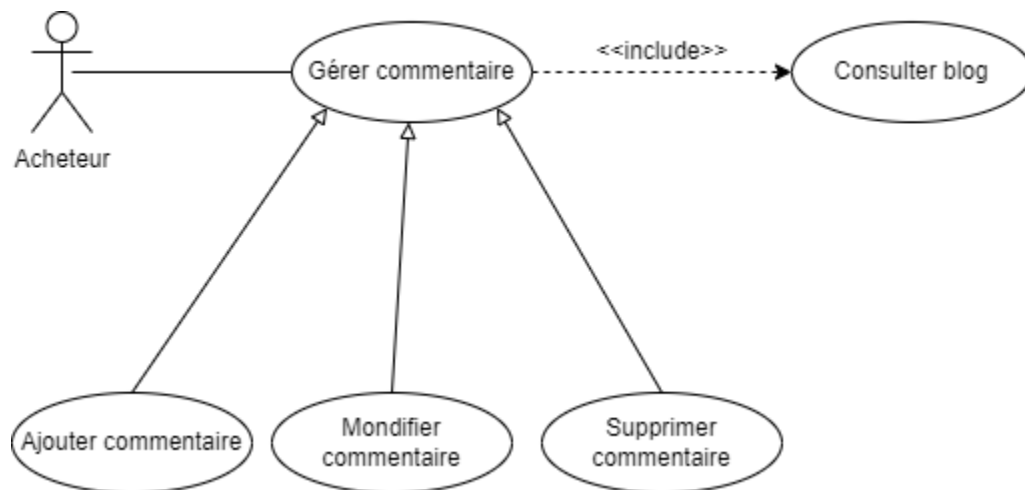 <<include>>
Gérer commentaire
Consulter blog
Acheteur
Ajouter commentaire
Mondifier
commentaire
Supprimer
commentaire